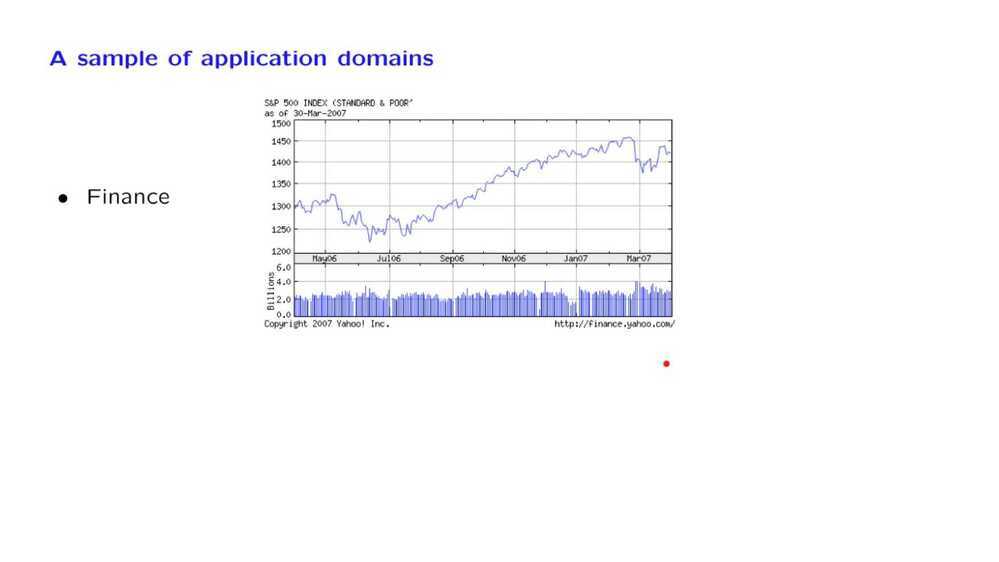 A sample of application domains
S&P 500 INDEX (STANDARD & POOR'
as of 30-Mar-2007
1500
1450
1400
1350
1300
1250
1200
May06 Jul06 Sep06 Nov06 Jan07 Mar07
6.0
4.0
2.0
0.0
Billions
Copyright 2007 Yahoo! Inc. http://finance.yahoo.com/
• Finance